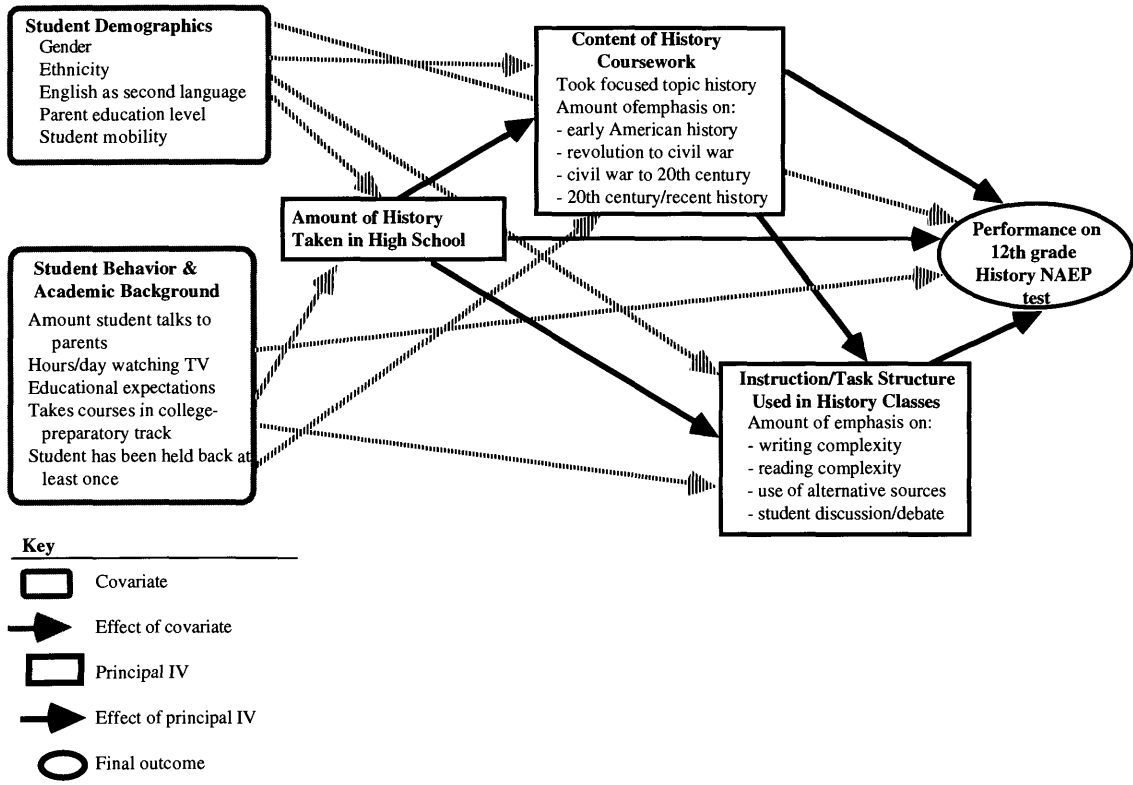 Student Demographics
Gender
Ethnicity
English as second language
Parent education level
Student mobility
Content of History
Coursework
Took focused topic history
Amount ofemphasis on:
- early American history
- revolution to civil war
- civil war to 20th century
- 20th century/recent history
Amount of History
Taken in High School
Performance on
12th grade
History NAEP
test
Student Behavior &
Academic Background
Amount student talks to
parents
Hours/day watching TV
Educational expectations
Takes courses in college-
preparatory track
Student has been held back at
least once
Instruction/Task Structure
Used in History Classes
Amount of emphasis on:
- writing complexity
- reading complexity
- use of alternative sources
- student discussion/debate
Key
Covariate
Effect of covariate
Principal IV
Effect of principal IV
Final outcome